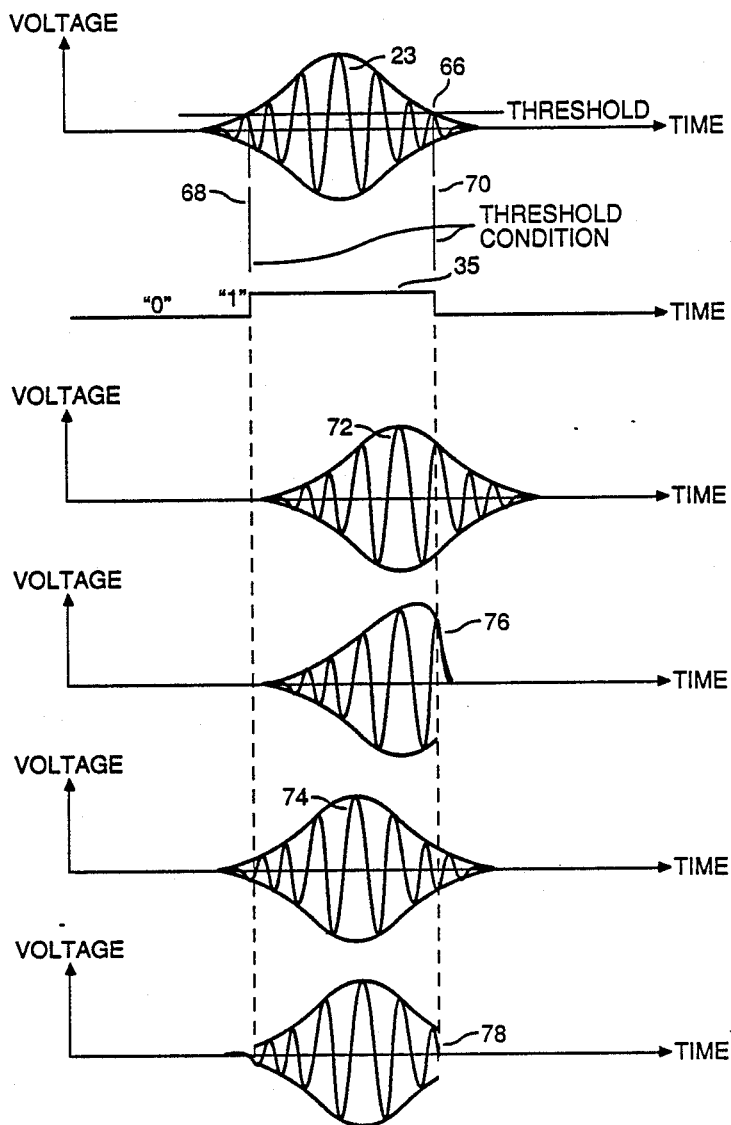 VOLTAGE
23
66
THRESHOLD
TIME
68
70
THRESHOLD
CONDITION
35
"0"
"1"
TIME
VOLTAGE
72
TIME
VOLTAGE
76
TIME
VOLTAGE
74
TIME
VOLTAGE
78
TIME